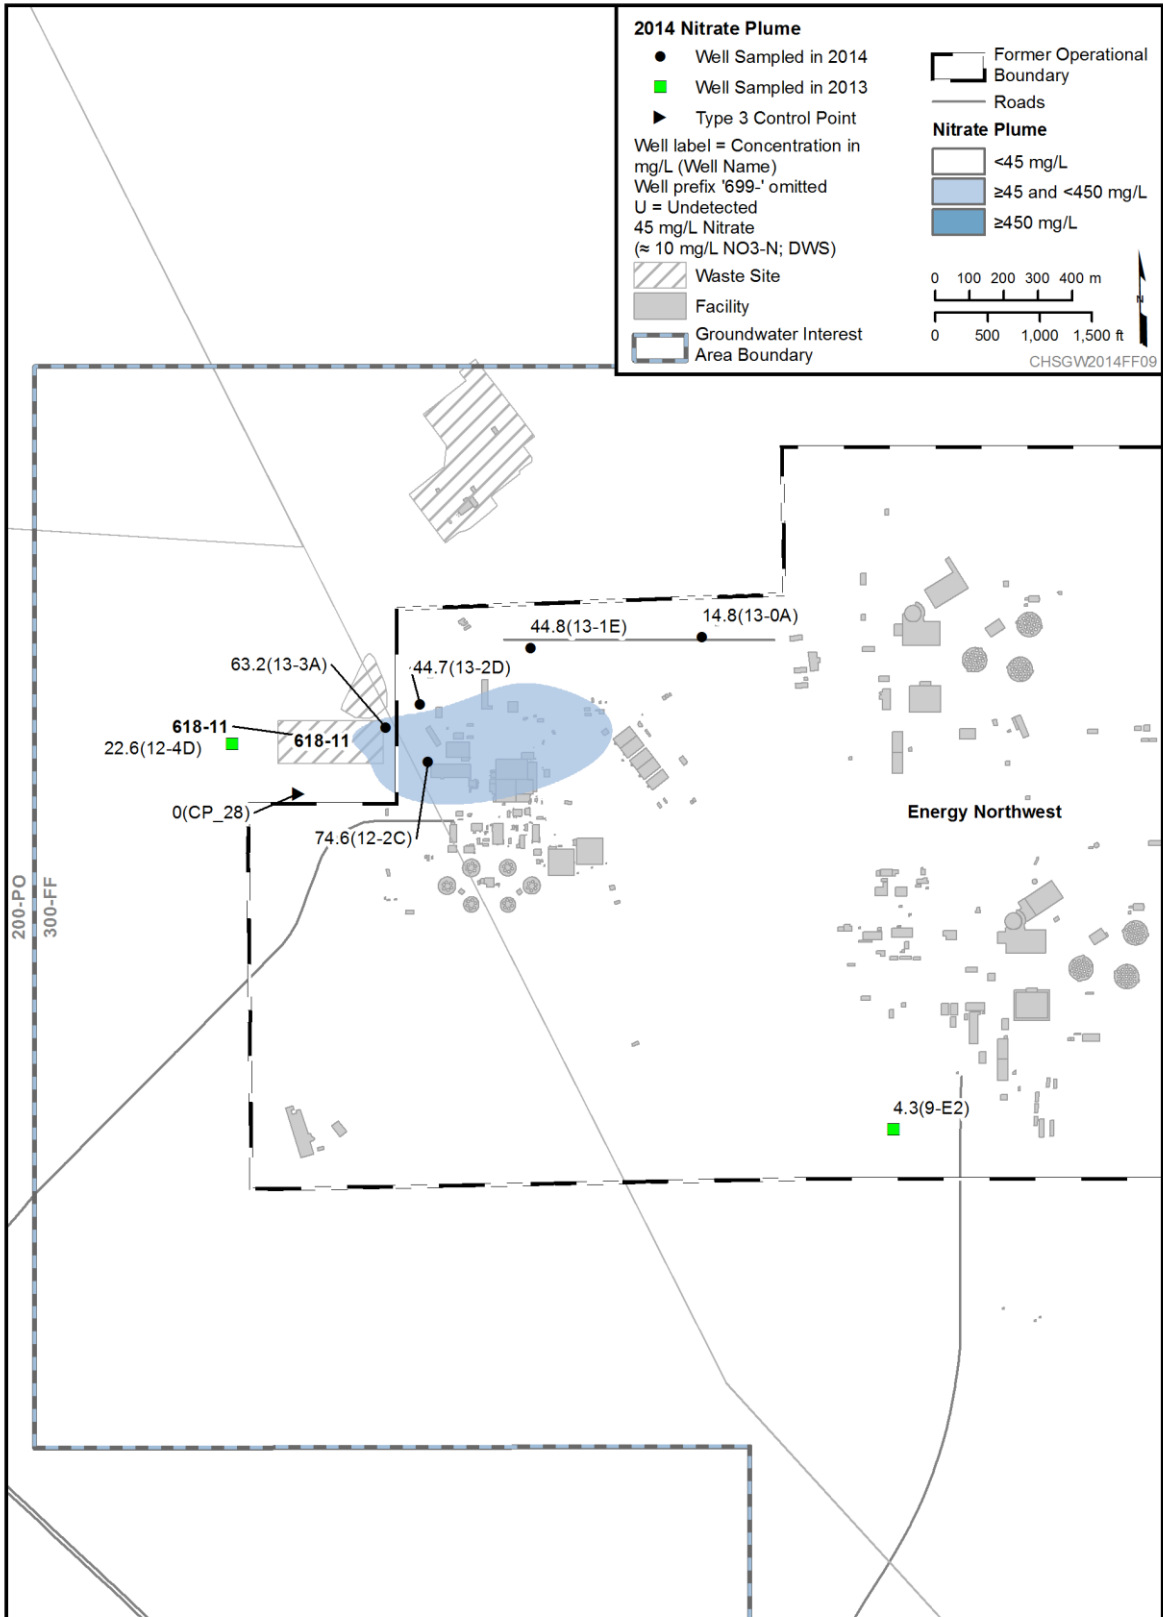 2014 Nitrate Plume
Well Sampled in 2014
Well Sampled in 2013
Type 3 Control Point
Well label = Concentration in
mg/L (Well Name)
Well prefix '699-' omitted
U = Undetected
45 mg/L Nitrate
(≈ 10 mg/L NO3-N; DWS)
Waste Site
Facility
Groundwater Interest
Area Boundary
Former Operational
Boundary
Roads
Nitrate Plume
<45 mg/L
≥45 and <450 mg/L
≥450 mg/L
0 100 200 300 400 m
N
0 500 1,000 1,500 ft
CHSGW2014FF09
14.8(13-0A)
44.8(13-1E)
63.2(13-3A)
44.7(13-2D)
618-11
618-11
22.6(12-4D)
0(CP_28)
74.6(12-2C)
Energy Northwest
200-PO
300-FF
4.3(9-E2)